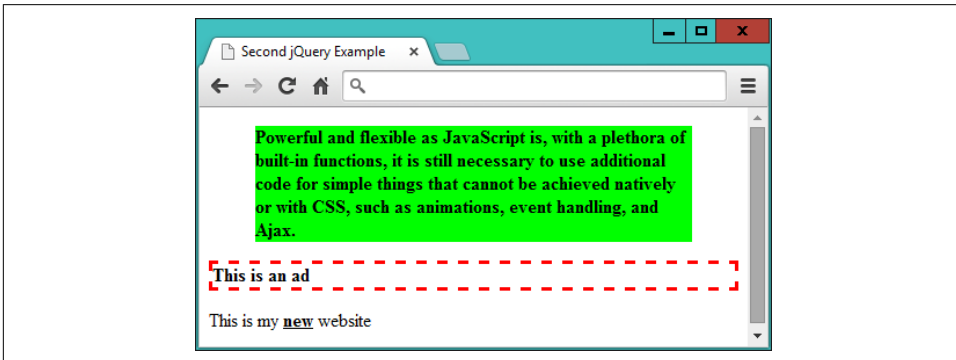 Second jQuery Example
Powerful and flexible as JavaScript is, with a plethora of
built-in functions, it is still necessary to use additional
code for simple things that cannot be achieved natively
or with CSS, such as animations, event handling, and
Ajax.
This is an ad
This is my new website